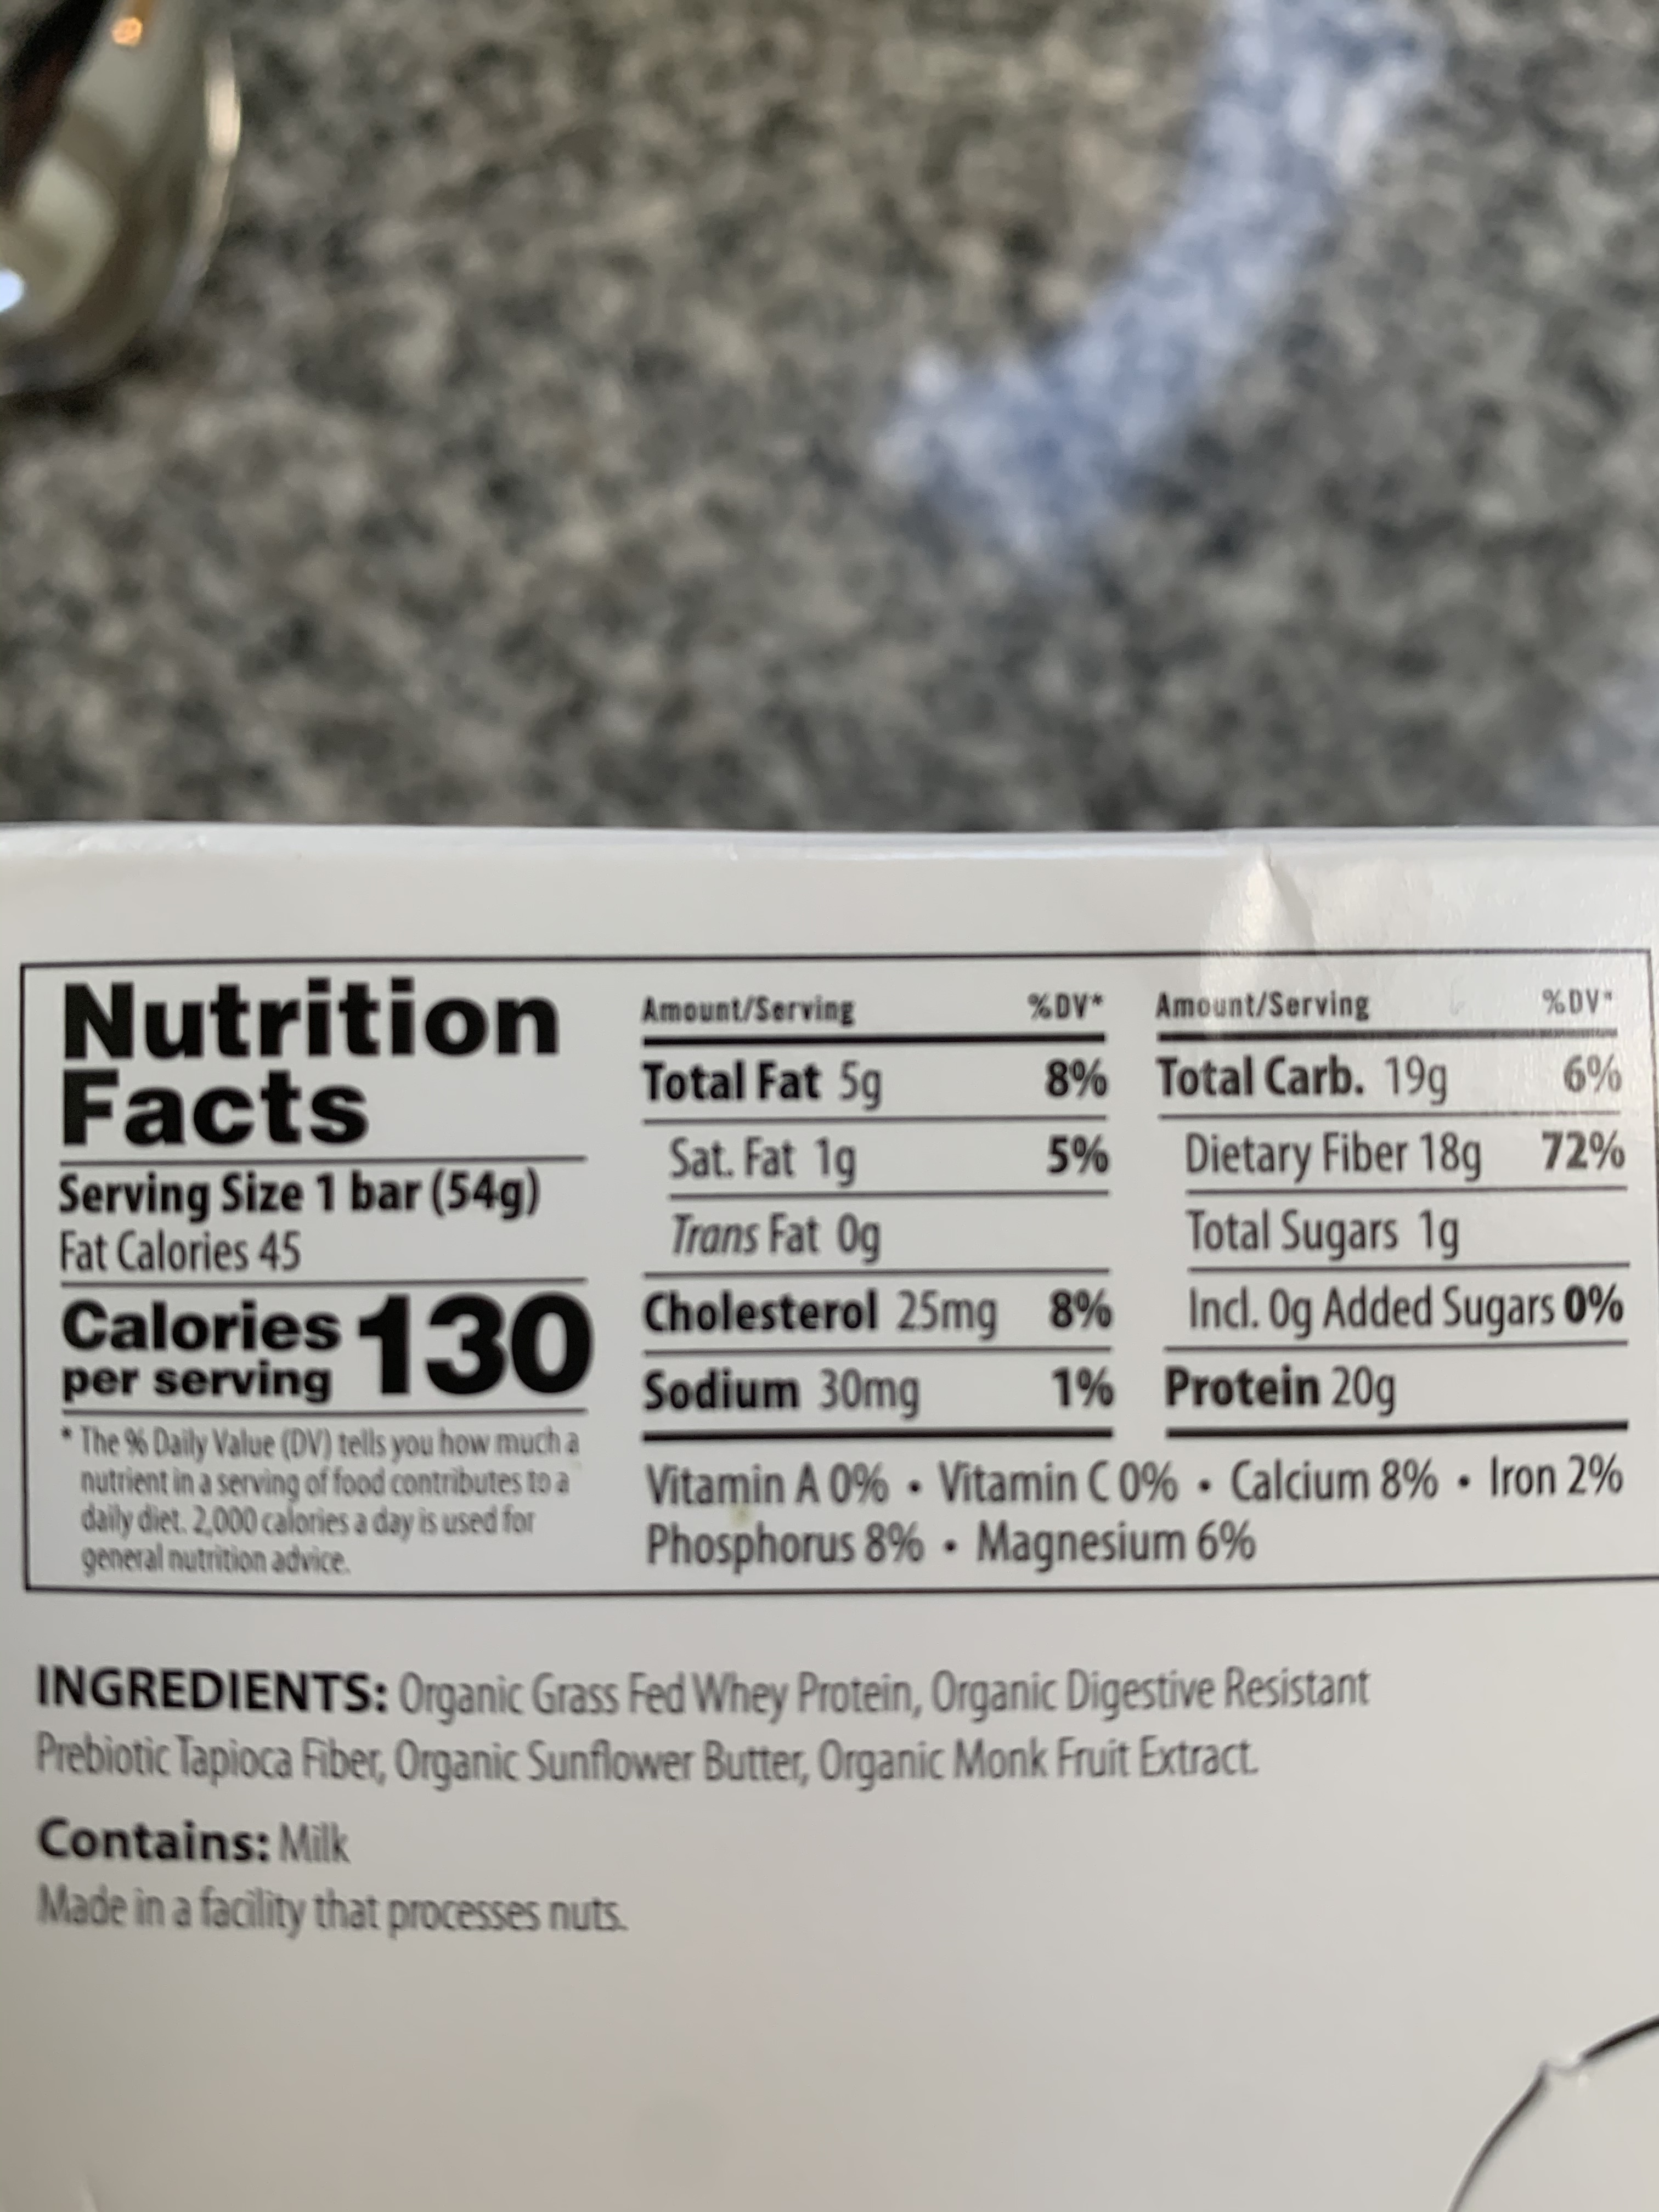 Nutrition
Facts
Serving Size 1 bar (54g)
Fat Calories 45
Calories
per serving
130
* The % Daily Value (DV) tells you how much a
nutrient in a serving of food contributes to a
daily diet. 2,000 calories a day is used for
general nutrition advice.
Amount/Serving %DV*
Total Fat 5g 8%
Sat. Fat 1g 5%
Trans Fat 0g
Cholesterol 25mg 8%
Sodium 30mg 1%
Amount/Serving %DV*
Total Carb. 19g 6%
Dietary Fiber 18g 72%
Total Sugars 1g
Incl. 0g Added Sugars 0%
Protein 20g
Vitamin A 0% • Vitamin C 0% • Calcium 8% • Iron 2%
Phosphorus 8% • Magnesium 6%
INGREDIENTS: Organic Grass Fed Whey Protein, Organic Digestive Resistant
Prebiotic Tapioca Fiber, Organic Sunflower Butter, Organic Monk Fruit Extract.
Contains: Milk
Made in a facility that processes nuts.